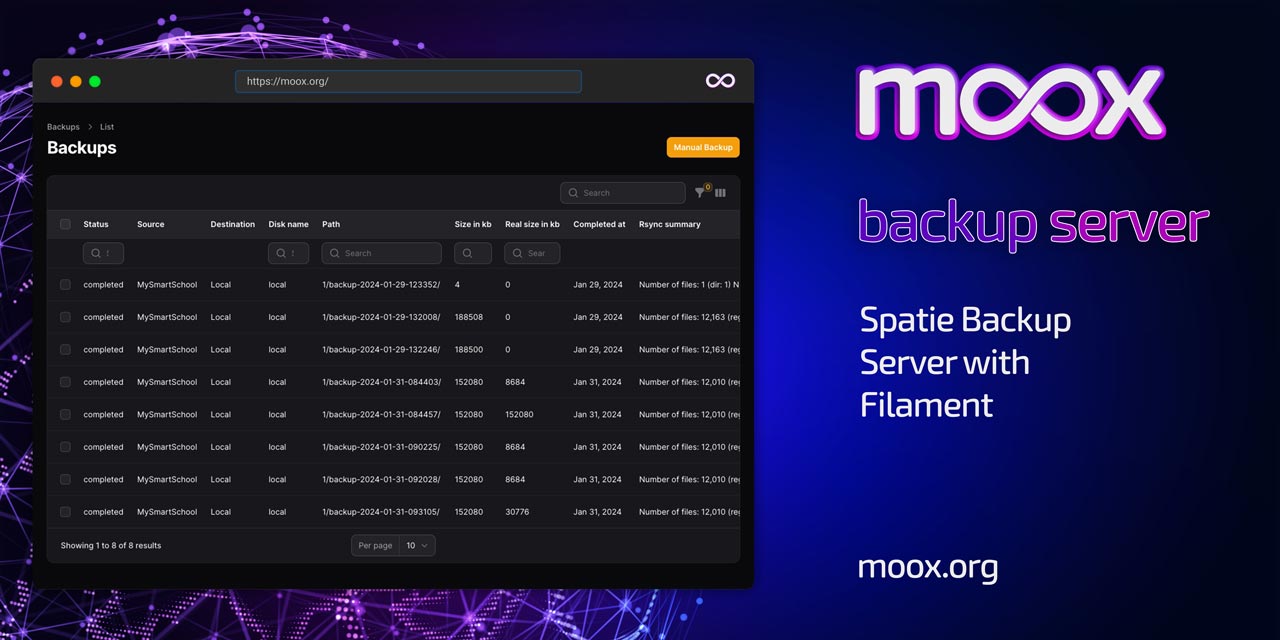 https://moox.org/
Backups > List
Backups
Manual Backup
Search
0
Status Source Destination Disk name Path Size in kb Real size in kb Completed at Rsync summary
Search Sear
completed MySmartSchool Local local 1/backup-2024-01-29-123352/ 4 0 Jan 29, 2024 Number of files: 1 (dir: 1) N
completed MySmartSchool Local local 1/backup-2024-01-29-132008/ 188508 0 Jan 29, 2024 Number of files: 12,163 (reg
completed MySmartSchool Local local 1/backup-2024-01-29-132246/ 188500 0 Jan 29, 2024 Number of files: 12,163 (reg
completed MySmartSchool Local local 1/backup-2024-01-31-084403/ 152080 8684 Jan 31, 2024 Number of files: 12,010 (reg
completed MySmartSchool Local local 1/backup-2024-01-31-084457/ 152080 152080 Jan 31, 2024 Number of files: 12,010 (reg
completed MySmartSchool Local local 1/backup-2024-01-31-090225/ 152080 8684 Jan 31, 2024 Number of files: 12,010 (reg
completed MySmartSchool Local local 1/backup-2024-01-31-092028/ 152080 8684 Jan 31, 2024 Number of files: 12,010 (reg
completed MySmartSchool Local local 1/backup-2024-01-31-093105/ 152080 30776 Jan 31, 2024 Number of files: 12,010 (reg
Showing 1 to 8 of 8 results
Per page 10
moox
backup server
Spatie Backup
Server with
Filament
moox.org